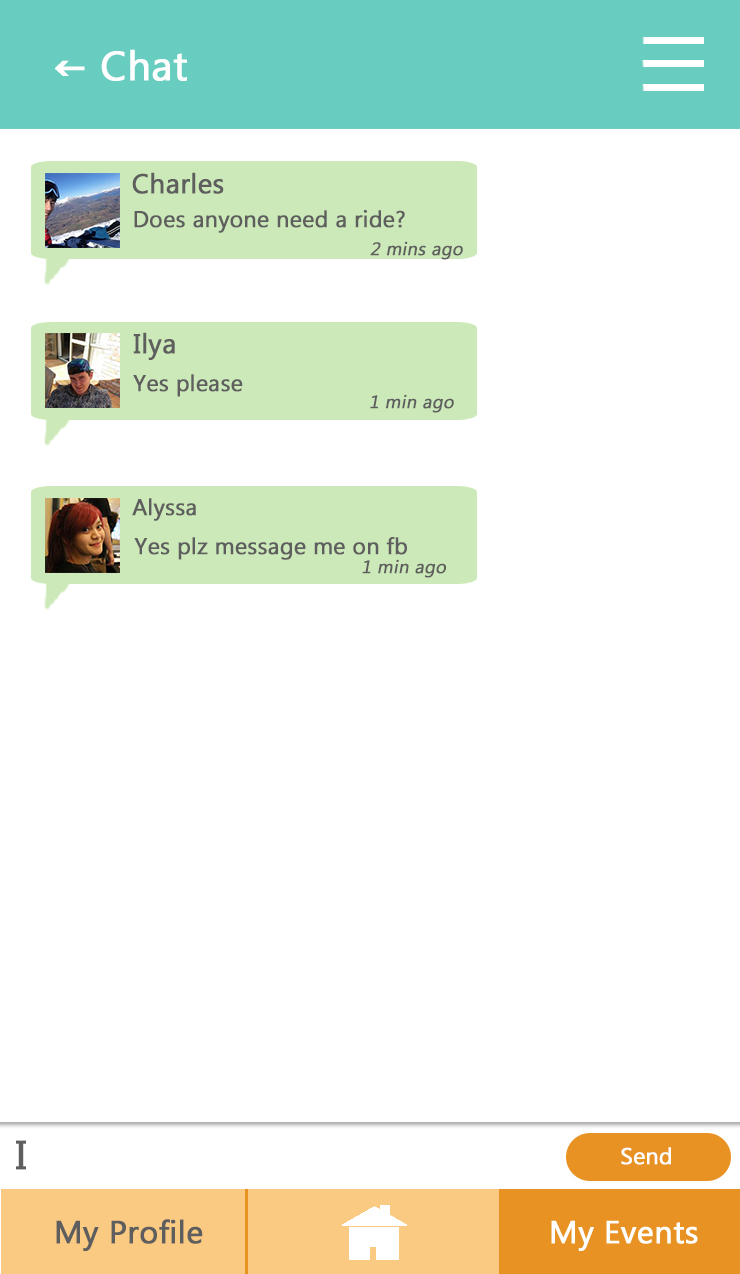 ← Chat
Charles
Does anyone need a ride?
2 mins ago
Ilya
Yes please
1 min ago
Alyssa
Yes plz message me on fb
1 min ago
I
Send
My Profile
My Events